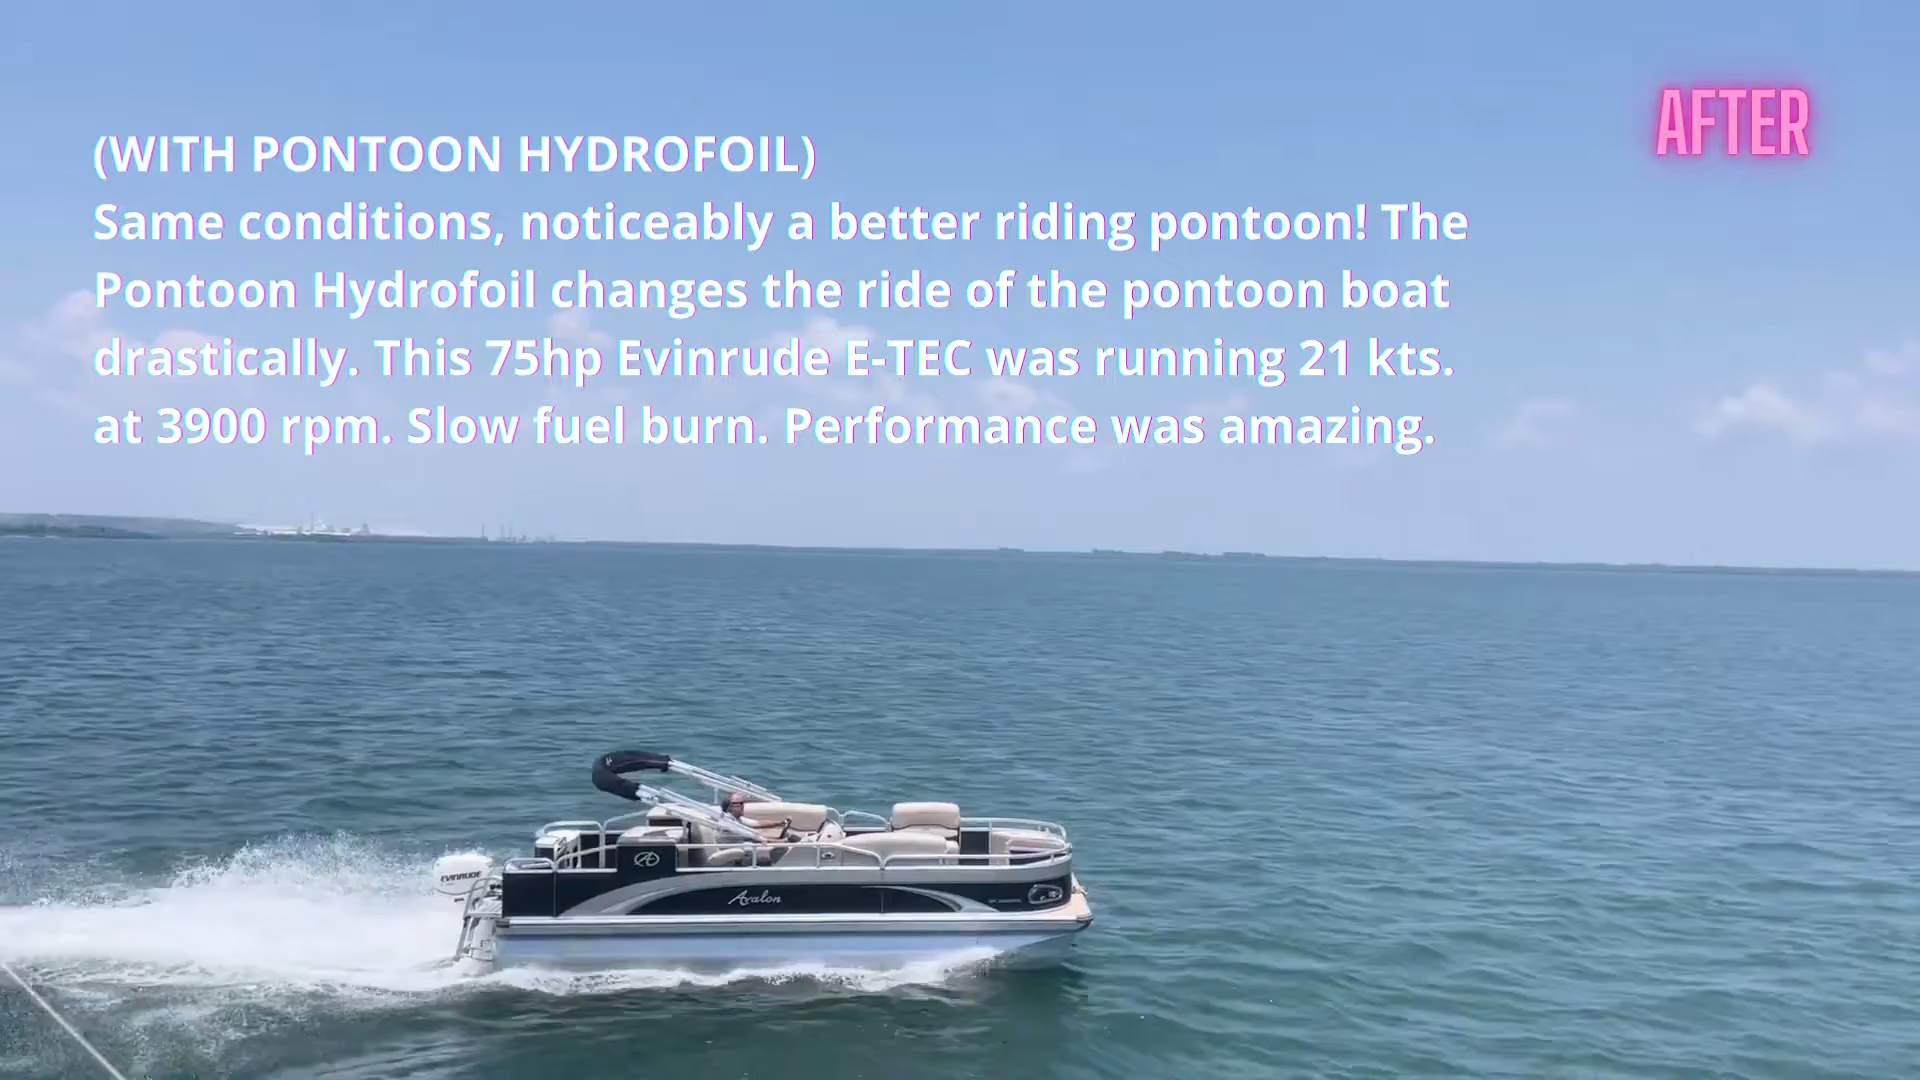 AFTER
(WITH PONTOON HYDROFOIL)
Same conditions, noticeably a better riding pontoon! The
Pontoon Hydrofoil changes the ride of the pontoon boat
drastically. This 75hp Evinrude E-TEC was running 21 kts.
at 3900 rpm. Slow fuel burn. Performance was amazing.
EVINRUDE
Avalon